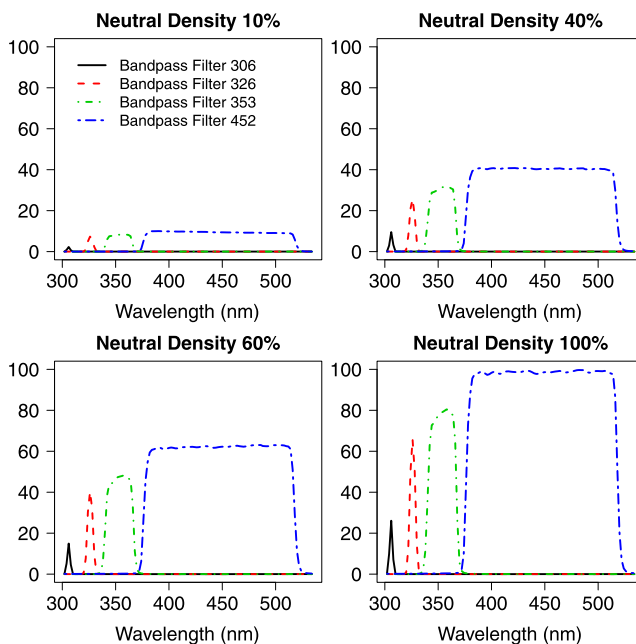 Neutral Density 10%
100
80
60
40
20
0
Bandpass Filter 306
Bandpass Filter 326
Bandpass Filter 353
Bandpass Filter 452
300 350 400 450 500
Wavelength (nm)
Neutral Density 40%
100
80
60
40
20
0
300 350 400 450 500
Wavelength (nm)
Neutral Density 60%
100
80
60
40
20
0
300 350 400 450 500
Wavelength (nm)
Neutral Density 100%
100
80
60
40
20
0
300 350 400 450 500
Wavelength (nm)